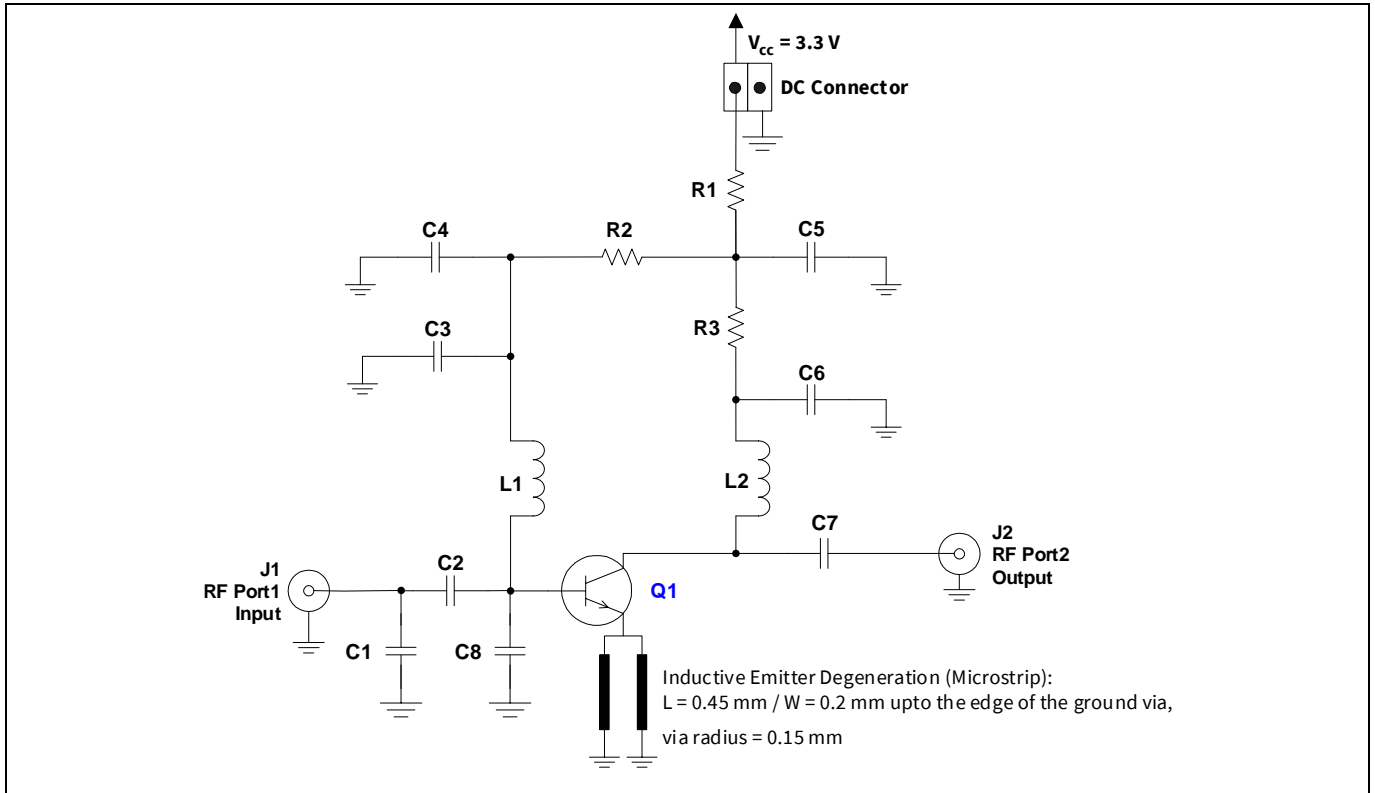 Vcc = 3.3 V
DC Connector
R1
C4
R2
C5
C3
R3
C6
L1
L2
C7
J2
RF Port2
Output
C2
J1
RF Port1
Input
Q1
C1
C8
Inductive Emitter Degeneration (Microstrip):
L = 0.45 mm / W = 0.2 mm upto the edge of the ground via,
via radius = 0.15 mm